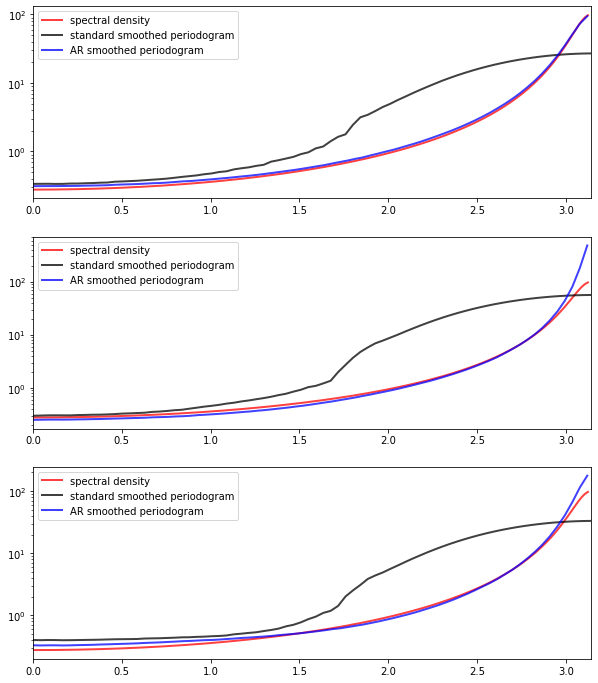 10²
10¹
10⁰
spectral density
standard smoothed periodogram
AR smoothed periodogram
0.0 0.5 1.0 1.5 2.0 2.5 3.0
10²
10¹
10⁰
spectral density
standard smoothed periodogram
AR smoothed periodogram
0.0 0.5 1.0 1.5 2.0 2.5 3.0
10²
10¹
10⁰
spectral density
standard smoothed periodogram
AR smoothed periodogram
0.0 0.5 1.0 1.5 2.0 2.5 3.0